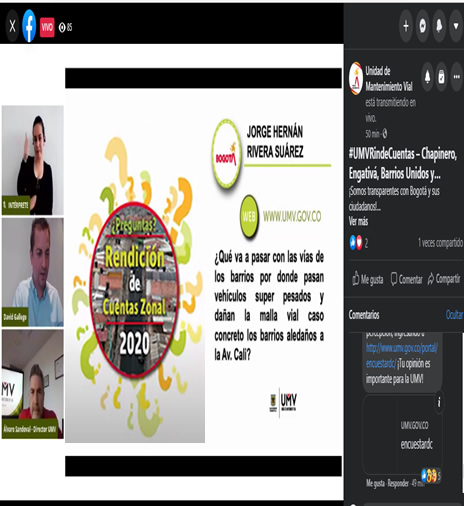 VIVO
85
INTÉRPRETE
David Gallego
Álvaro Sandoval - Director UMV
¿Preguntas?
Rendición
de
Cuentas Zonal
2020
BOGOTÁ
JORGE HERNÁN
RIVERA SUÁREZ
WEB
WWW.UMV.GOV.CO
¿Qué va a pasar con las vías de
los barrios por donde pasan
vehículos super pesados y
dañan la malla vial caso
concreto los barrios aledaños a
la Av. Cali?
UMV
Unidad de
Mantenimiento Vial
está transmitiendo en
vivo.
50 min
#UMVRindeCuentas – Chapinero,
Engativá, Barrios Unidos y...
¡Somos transparentes con Bogotá y sus
ciudadanos!...
Ver más
2
1 veces compartido
Me gusta
Comentar
Compartir
Comentarios
Ocultar
http://www.umv.gov.co/portal/
encuestardc/ ¡Tu opinión es
importante para la UMV!
UMV.GOV.CO
encuestardc
Me gusta · Responder · 49
5